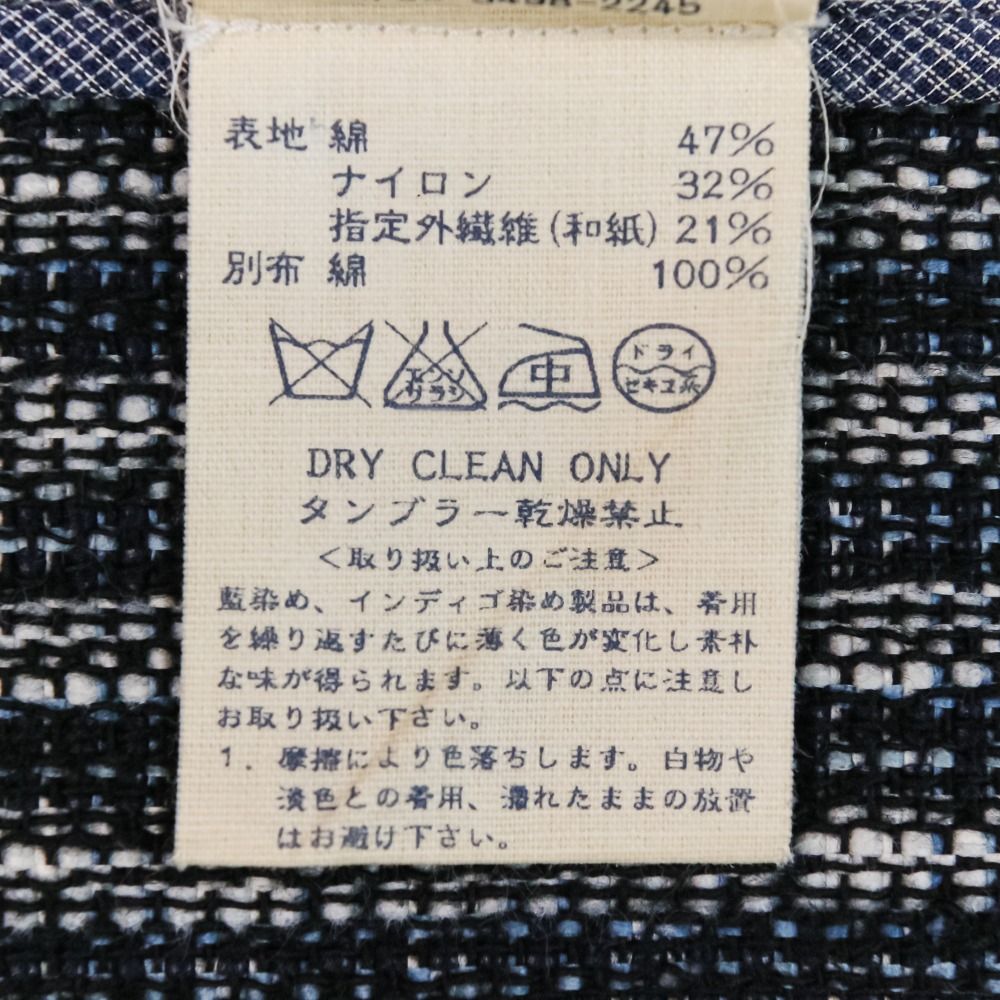 2245
表地 綿 47%
ナイロン 32%
指定外繊維(和紙) 21%
別布 綿 100%
エンソ
サラシ
中
ドライ
セキユ系
DRY CLEAN ONLY
タンブラー乾燥禁止
<取り扱い上のご注意>
藍染め、インディゴ染め製品は、着用
を繰り返すたびに薄く色が変化し素朴
な味が得られます。以下の点に注意し
お取り扱い下さい。
1. 摩擦により色落ちします。白物や
淡色との着用、濡れたままの放置
はお避け下さい。